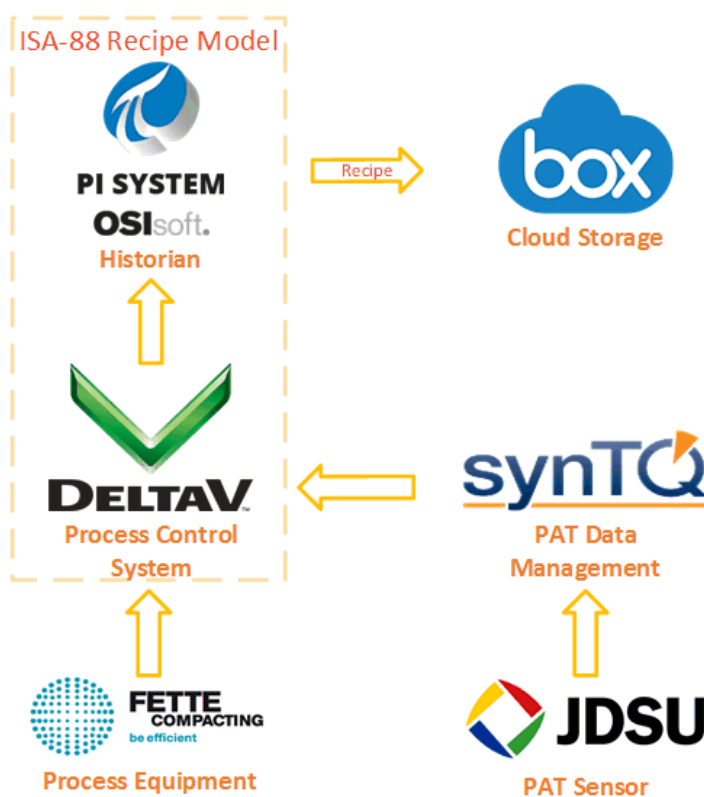 ISA-88 Recipe Model
PI SYSTEM
OSIsoft.
Historian
Recipe
box
Cloud Storage
DELTAV™
Process Control
System
synTQ
PAT Data
Management
FETTE
COMPACTING
be efficient
Process Equipment
JDSU
PAT Sensor